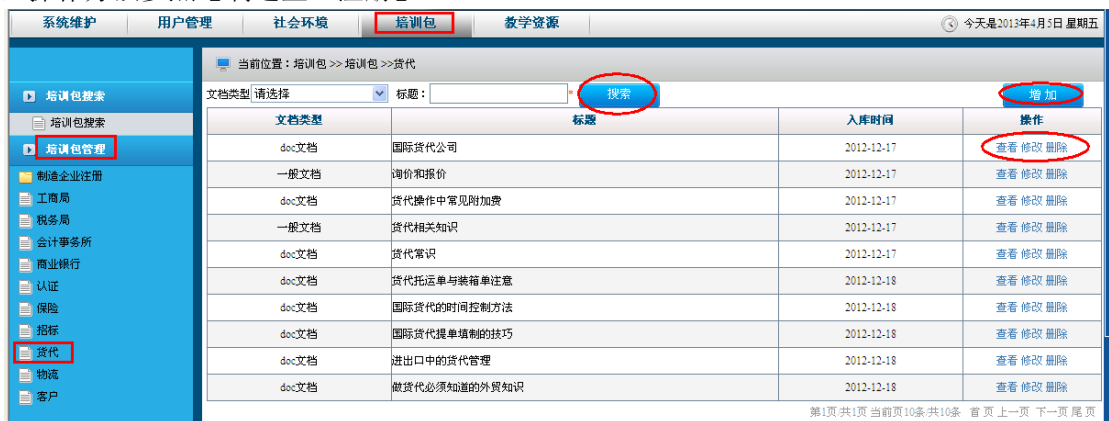 系统维护 用户管理 社会环境 培训包 教学资源 今天是2013年4月5日 星期五
当前位置：培训包 >> 培训包 >>货代
培训包搜索
培训包搜索
培训包管理
制造企业注册
工商局
税务局
会计事务所
商业银行
认证
保险
招标
货代
物流
客户
文档类型 请选择 标题： * 搜索 增 加
文档类型 标题 入库时间 操作
doc文档 国际货代公司 2012-12-17 查看 修改 删除
一般文档 询价和报价 2012-12-17 查看 修改 删除
doc文档 货代操作中常见附加费 2012-12-17 查看 修改 删除
一般文档 货代相关知识 2012-12-17 查看 修改 删除
doc文档 货代常识 2012-12-17 查看 修改 删除
doc文档 货代托运单与装箱单注意 2012-12-18 查看 修改 删除
doc文档 国际货代的时间控制方法 2012-12-18 查看 修改 删除
doc文档 国际货代提单填制的技巧 2012-12-18 查看 修改 删除
doc文档 进出口中的货代管理 2012-12-18 查看 修改 删除
doc文档 做货代必须知道的外贸知识 2012-12-18 查看 修改 删除
第1页/共1页 当前页10条/共10条 首 页 上一页 下一页 尾 页